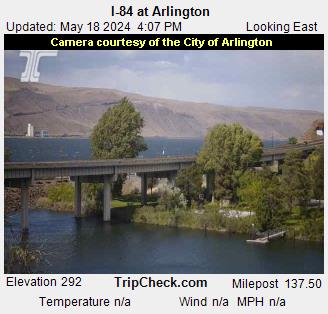 I-84 at Arlington
Updated: May 18 2024 4:07 PM Looking East
Camera courtesy of the City of Arlington
Elevation 292 TripCheck.com Milepost 137.50
Temperature n/a Wind n/a MPH n/a